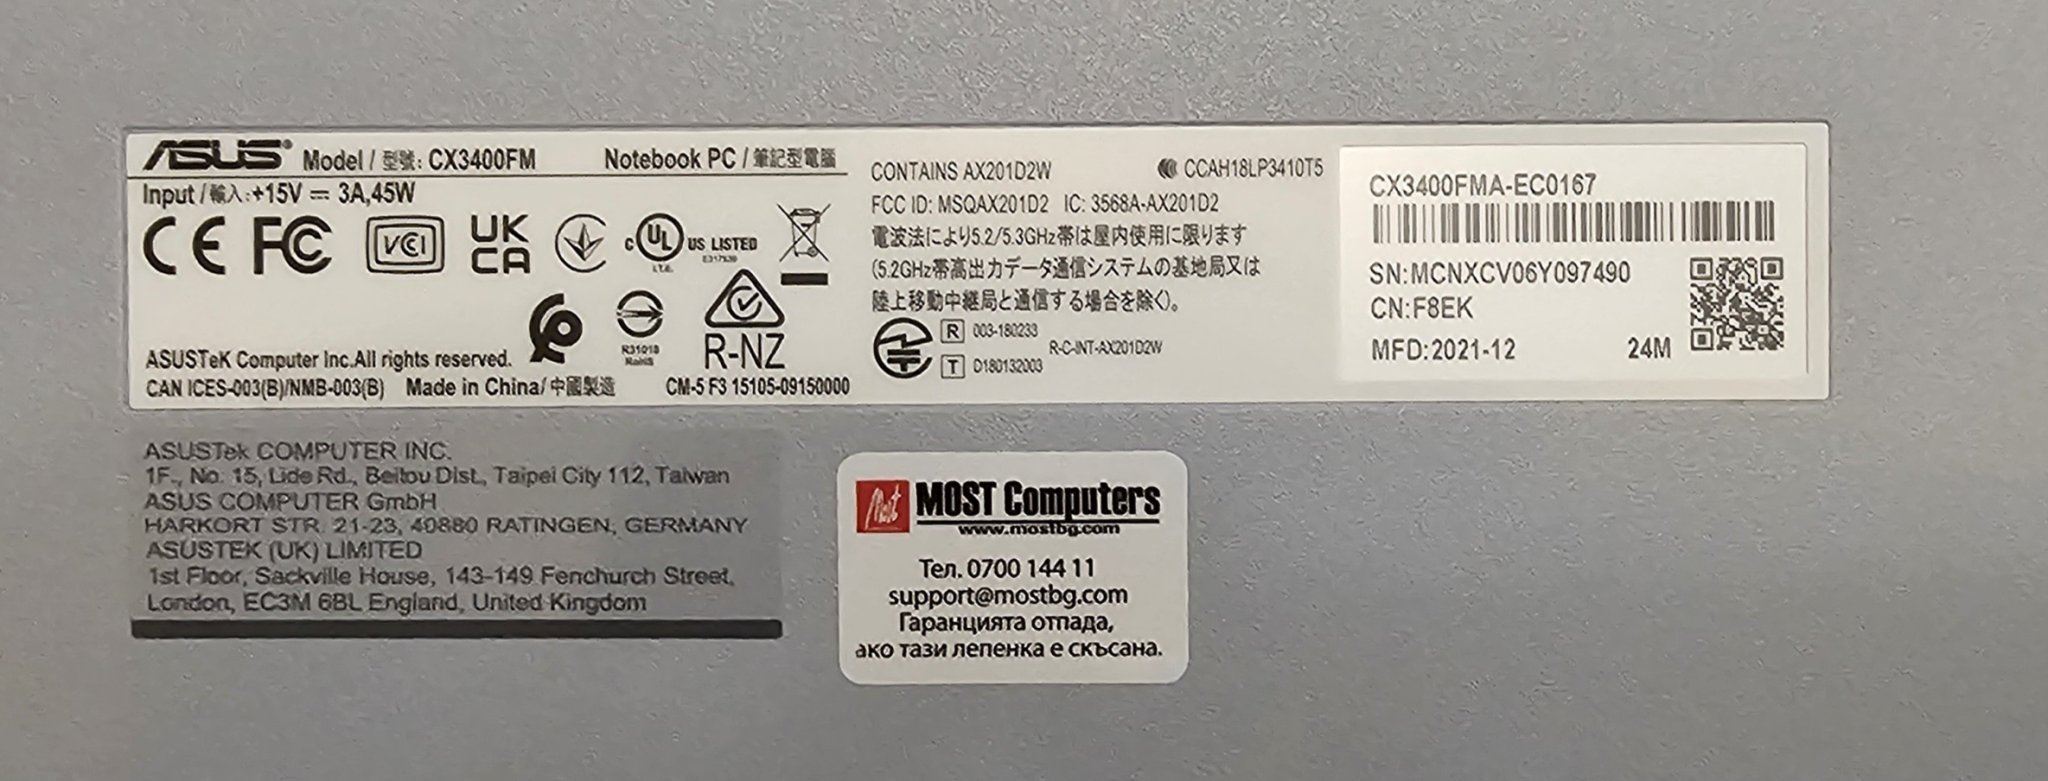 ASUS Model / 型號: CX3400FM Notebook PC / 筆記型電腦
Input / 輸入: +15V ⎓ 3A,45W
CE FC VCI UK CA c UL US LISTED
I.T.E. E317939
R31018
RoHS
R-NZ
ASUSTeK Computer Inc.All rights reserved.
CAN ICES-003(B)/NMB-003(B) Made in China/ 中國製造 CM-5 F3 15105-09150000
CONTAINS AX201D2W CCAH18LP3410T5
FCC ID: MSQAX201D2 IC: 3568A-AX201D2
電波法により5.2/5.3GHz帯は屋内使用に限ります
(5.2GHz帯高出力データ通信システムの基地局又は
陸上移動中継局と通信する場合を除く)。
R 003-180233
R-C-INT-AX201D2W
T D180132003
CX3400FMA-EC0167
SN:MCNXCV06Y097490
CN:F8EK
MFD:2021-12 24M
ASUSTek COMPUTER INC.
1F., No. 15, Lide Rd., Beitou Dist., Taipei City 112, Taiwan
ASUS COMPUTER GmbH
HARKORT STR. 21-23, 40880 RATINGEN, GERMANY
ASUSTEK (UK) LIMITED
1st Floor, Sackville House, 143-149 Fenchurch Street,
London, EC3M 6BL England, United Kingdom
Most MOST Computers
www.mostbg.com
Тел. 0700 144 11
support@mostbg.com
Гаранцията отпада,
ако тази лепенка е скъсана.